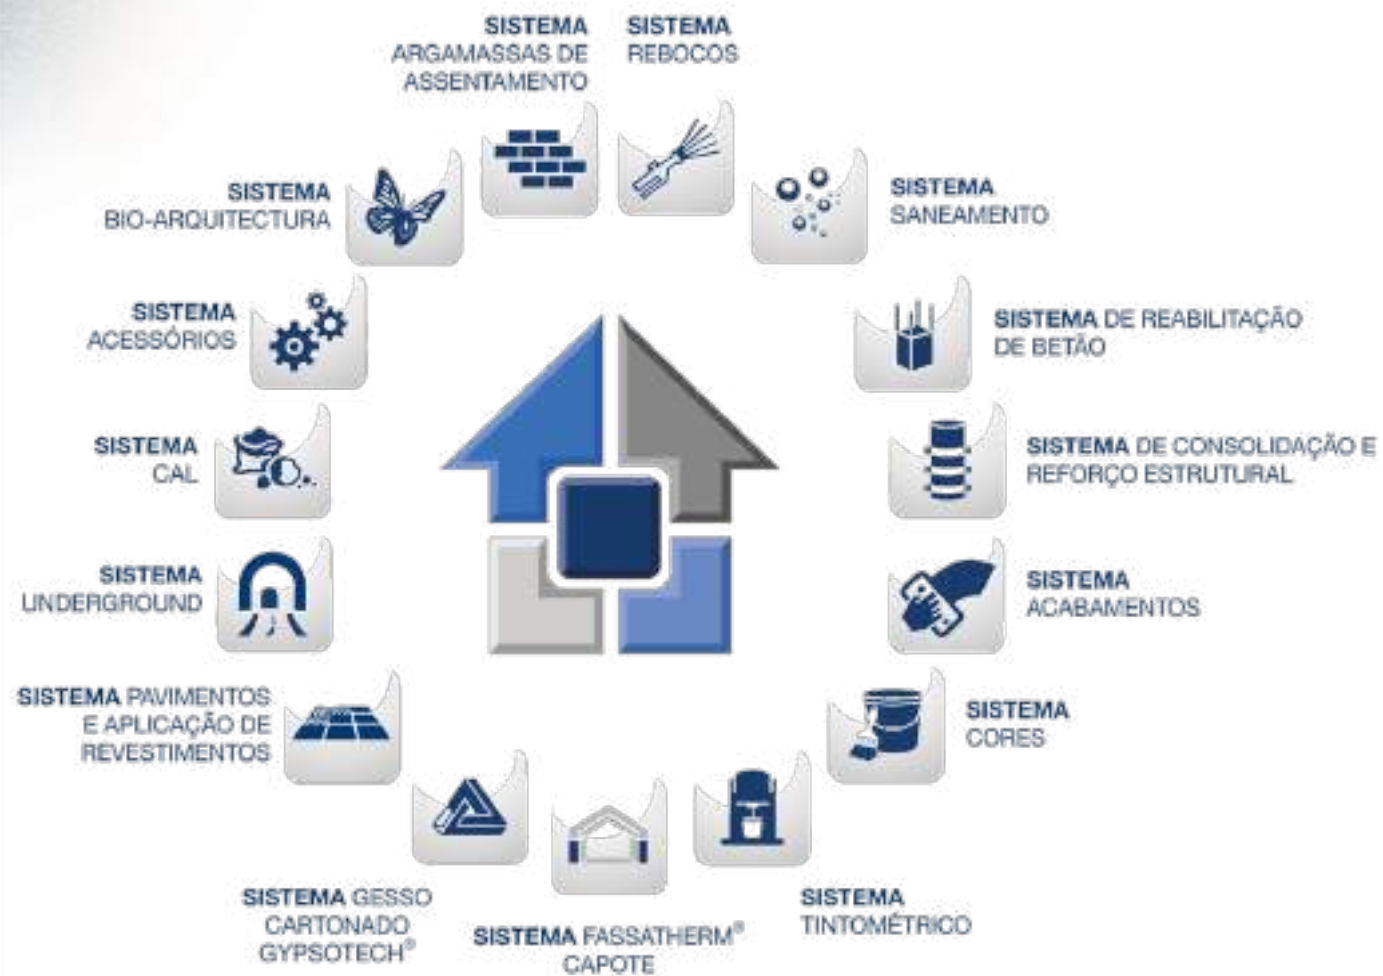 SISTEMA
ARGAMASSAS DE
ASSENTAMENTO
SISTEMA
REBOCOS
SISTEMA
SANEAMENTO
SISTEMA DE REABILITAÇÃO
DE BETÃO
SISTEMA DE CONSOLIDAÇÃO E
REFORÇO ESTRUTURAL
SISTEMA
ACABAMENTOS
SISTEMA
CORES
SISTEMA
TINTOMÉTRICO
SISTEMA FASSATHERM®
CAPOTE
SISTEMA GESSO
CARTONADO
GYPSOTECH®
SISTEMA PAVIMENTOS
E APLICAÇÃO DE
REVESTIMENTOS
SISTEMA
UNDERGROUND
SISTEMA
CAL
SISTEMA
ACESSÓRIOS
SISTEMA
BIO-ARQUITECTURA